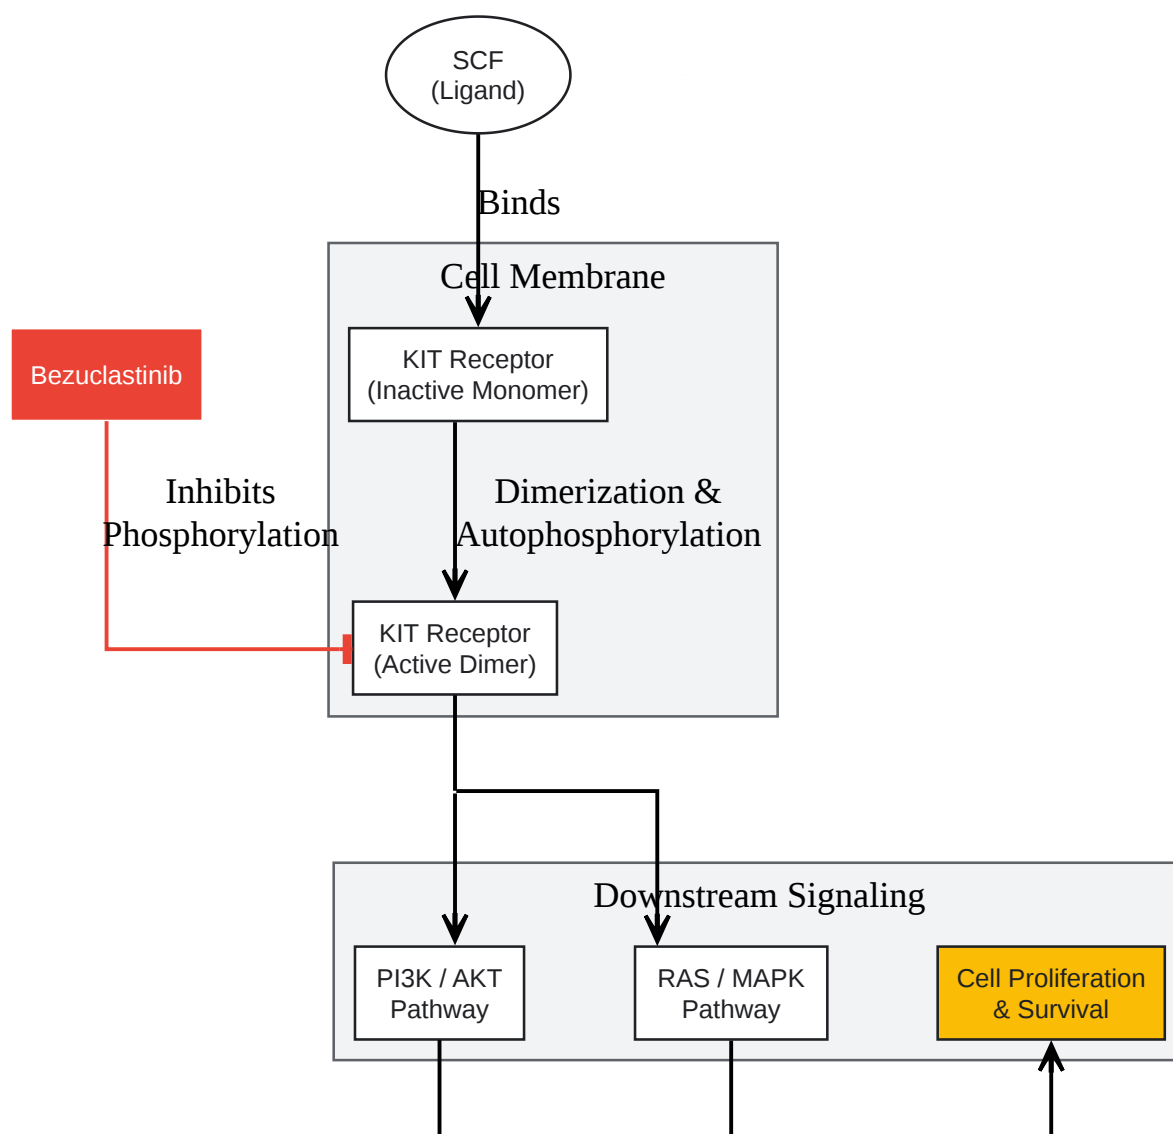 SCF
(Ligand)
Binds
Cell Membrane
KIT Receptor
(Inactive Monomer)
Bezuclastinib
Inhibits
Phosphorylation
Dimerization &
Autophosphorylation
KIT Receptor
(Active Dimer)
Downstream Signaling
PI3K / AKT
Pathway
RAS / MAPK
Pathway
Cell Proliferation
& Survival